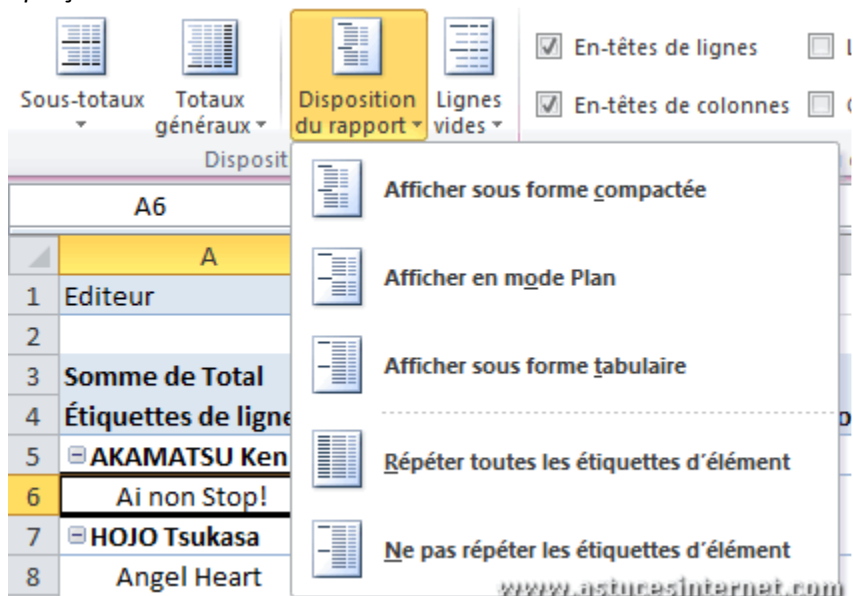 Sous-totaux
Totaux généraux
Disposition du rapport
Lignes vides
En-têtes de lignes
En-têtes de colonnes
Disposit
A6
Afficher sous forme compactée
Afficher en mode Plan
Afficher sous forme tabulaire
Répéter toutes les étiquettes d'élément
Ne pas répéter les étiquettes d'élément
A
1 Editeur
2
3 Somme de Total
4 Étiquettes de ligne
5 AKAMATSU Ken
6 Ai non Stop!
7 HOJO Tsukasa
8 Angel Heart
www.astucesinternet.com